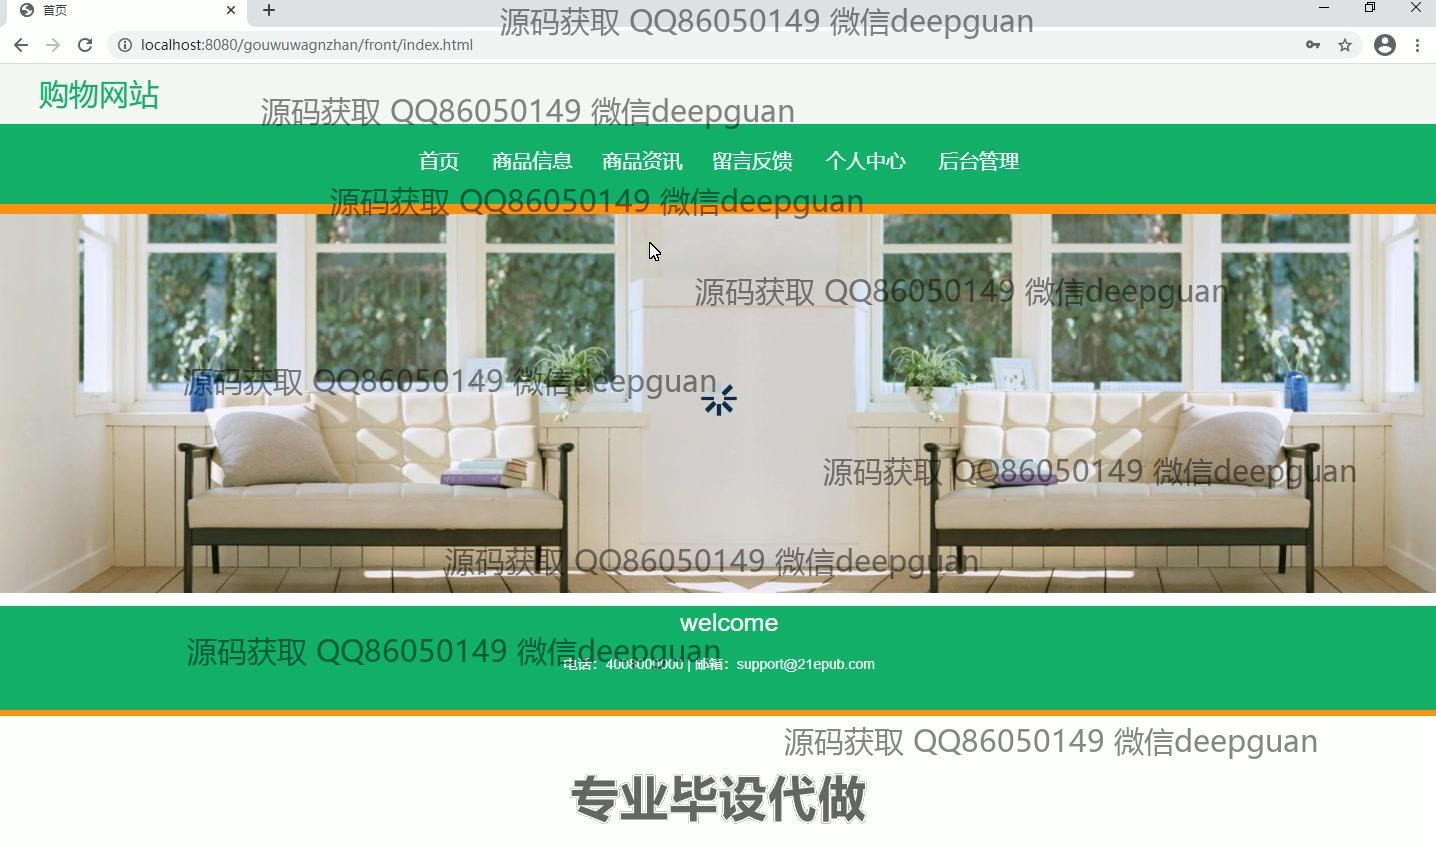 首页
源码获取 QQ86050149 微信deepguan
localhost:8080/gouwuwagnzhan/front/index.html
购物网站
源码获取 QQ86050149 微信deepguan
首页 商品信息 商品资讯 留言反馈 个人中心 后台管理
源码获取 QQ86050149 微信deepguan
源码获取 QQ86050149 微信deepguan
源码获取 QQ86050149 微信deepguan
源码获取 QQ86050149 微信deepguan
源码获取 QQ86050149 微信deepguan
welcome
源码获取 QQ86050149 微信deepguan
电话：4008000000 | 邮箱：support@21epub.com
源码获取 QQ86050149 微信deepguan
专业毕设代做